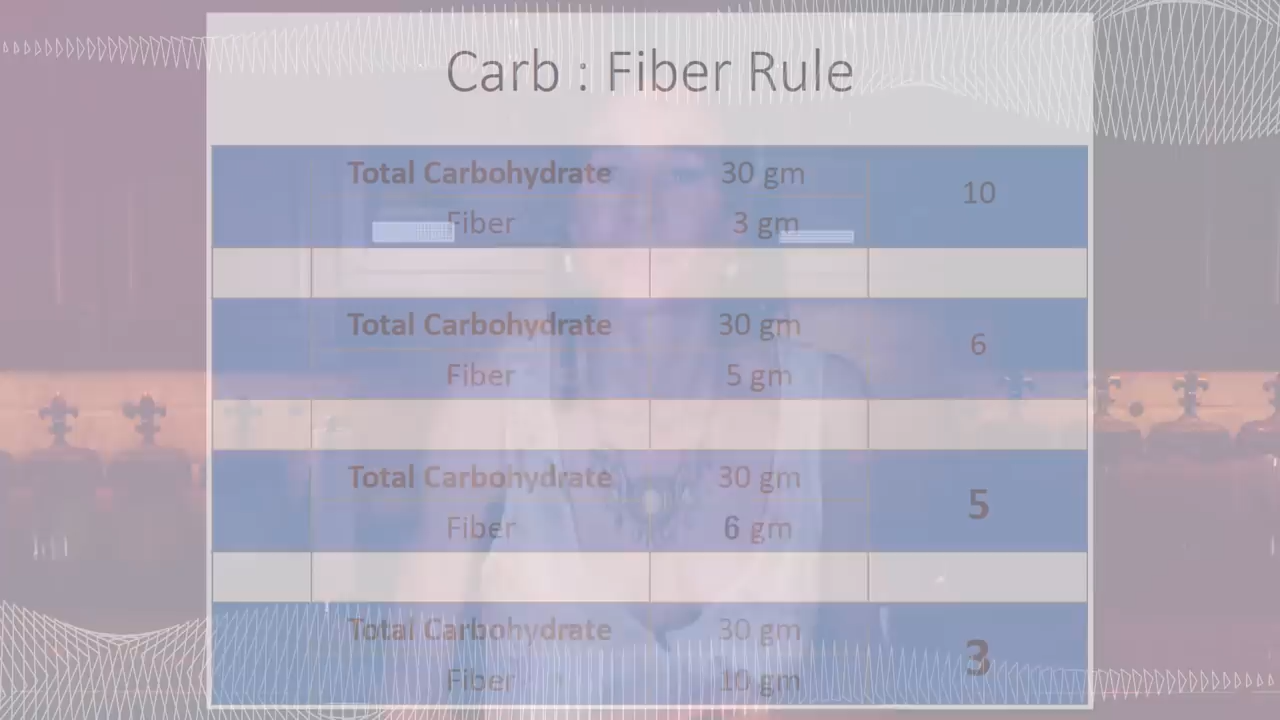 Carb : Fiber Rule
Total Carbohydrate 30 gm 10
Fiber 3 gm
Total Carbohydrate 30 gm 6
Fiber 5 gm
Total Carbohydrate 30 gm 5
Fiber 6 gm
Total Carbohydrate 30 gm 3
Fiber 10 gm